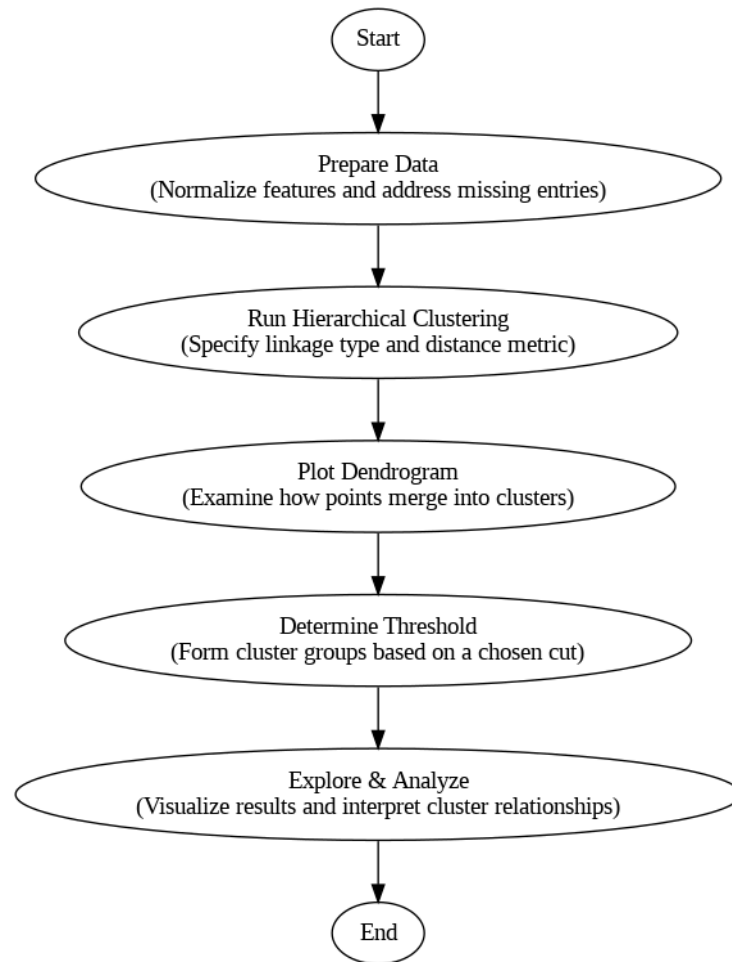 Start
Prepare Data
(Normalize features and address missing entries)
Run Hierarchical Clustering
(Specify linkage type and distance metric)
Plot Dendrogram
(Examine how points merge into clusters)
Determine Threshold
(Form cluster groups based on a chosen cut)
Explore & Analyze
(Visualize results and interpret cluster relationships)
End